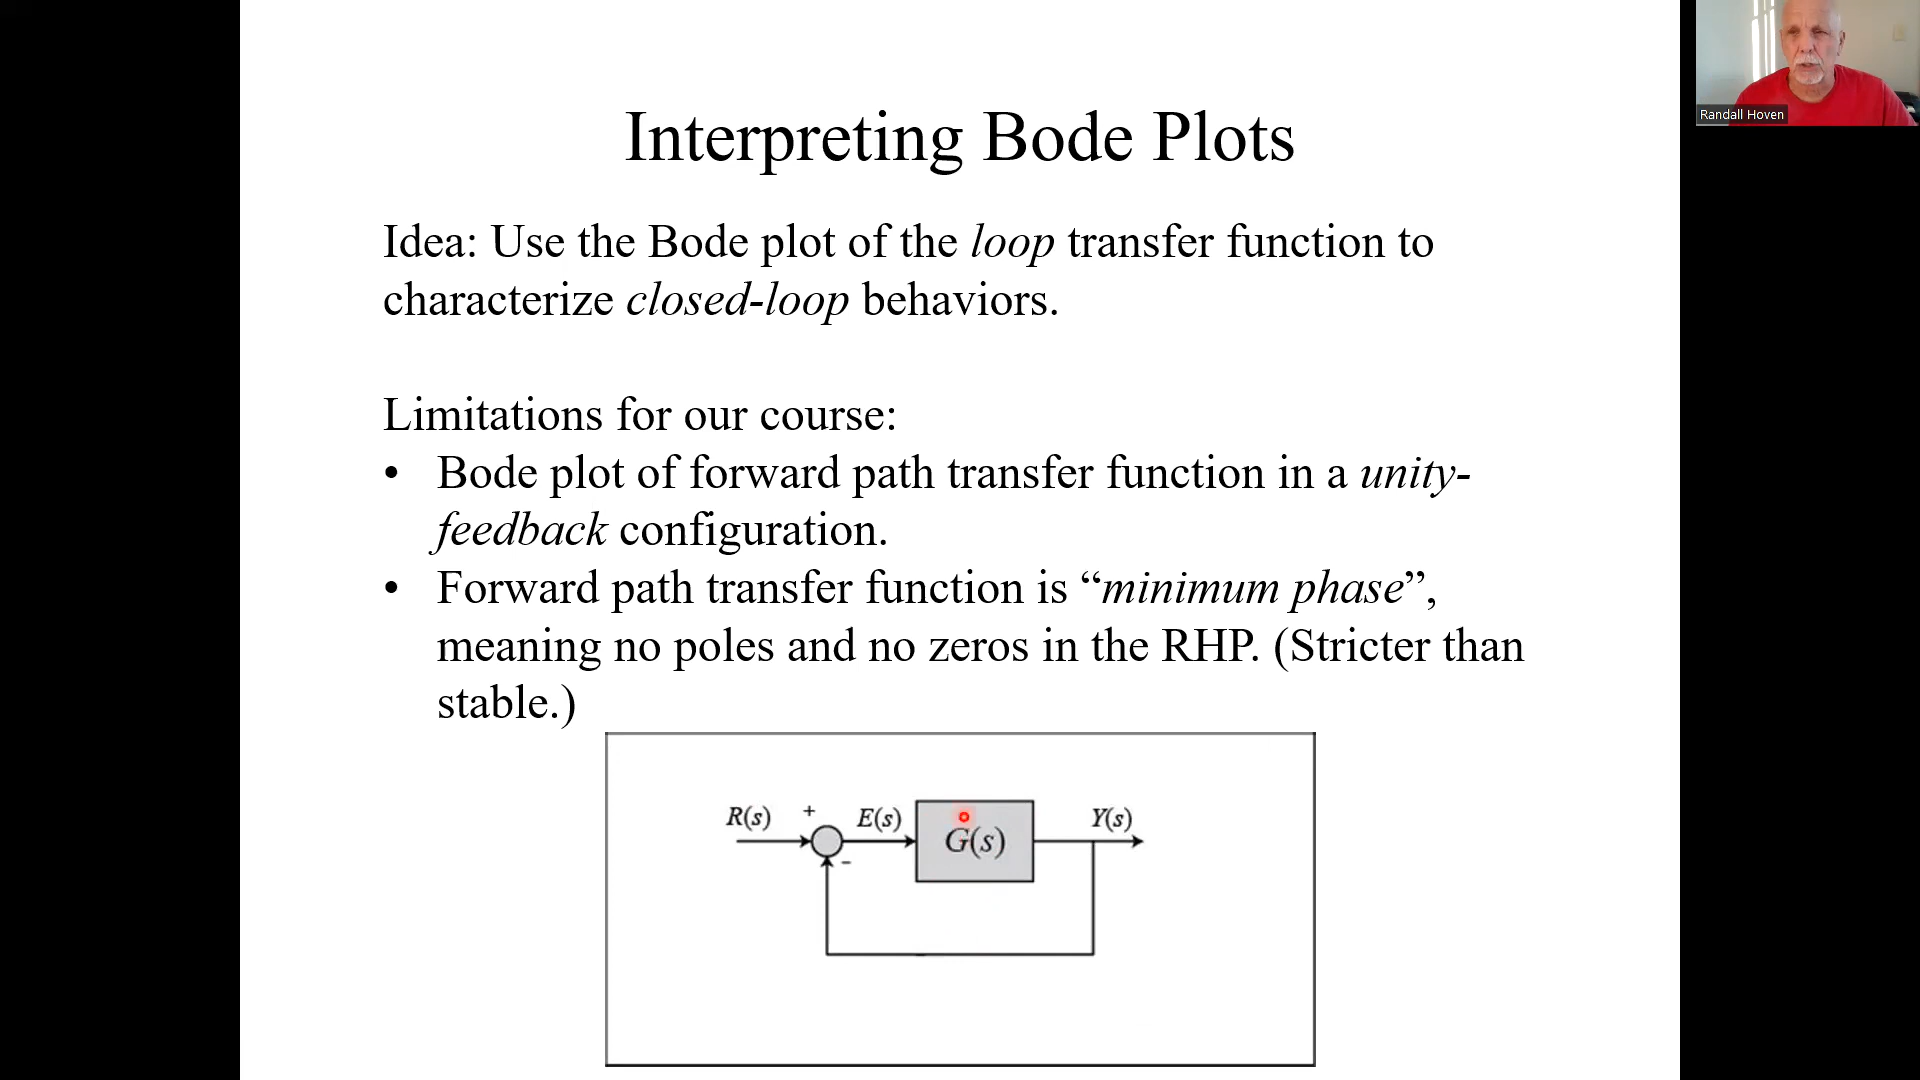 Interpreting Bode Plots
Randall Hoven
Idea: Use the Bode plot of the loop transfer function to
characterize closed-loop behaviors.
Limitations for our course:
• Bode plot of forward path transfer function in a unity-
feedback configuration.
• Forward path transfer function is “minimum phase”,
meaning no poles and no zeros in the RHP. (Stricter than
stable.)
R(s) + E(s) G(s) Y(s)
-